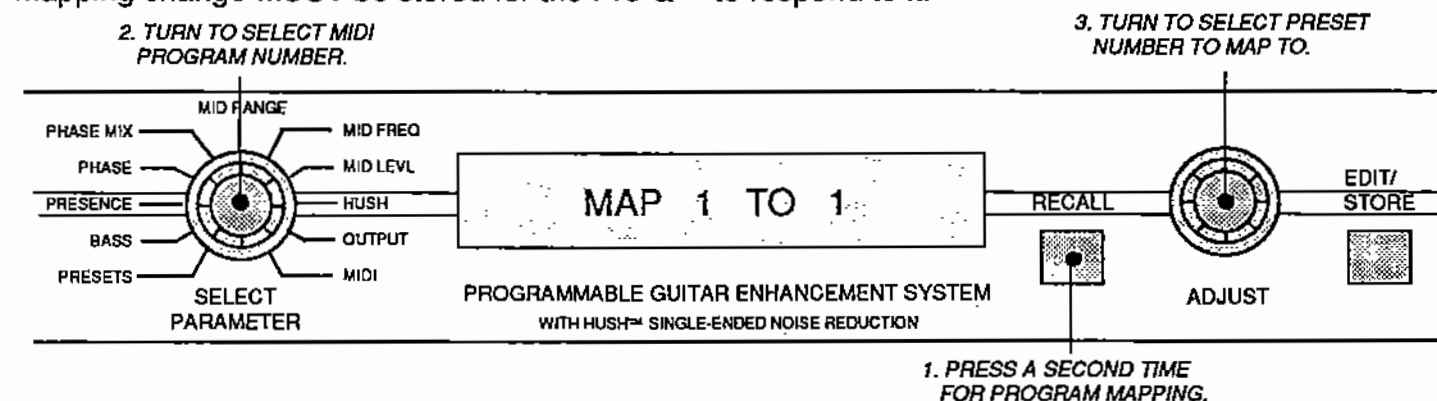 2. TURN TO SELECT MIDI
PROGRAM NUMBER.
3. TURN TO SELECT PRESET
NUMBER TO MAP TO.
MID RANGE
PHASE MIX
MID FREQ
PHASE
MID LEVL
PRESENCE
HUSH
BASS
OUTPUT
PRESETS
MIDI
SELECT
PARAMETER
MAP 1 TO 1
PROGRAMMABLE GUITAR ENHANCEMENT SYSTEM
WITH HUSH™ SINGLE-ENDED NOISE REDUCTION
RECALL
ADJUST
EDIT/
STORE
1. PRESS A SECOND TIME
FOR PROGRAM MAPPING.